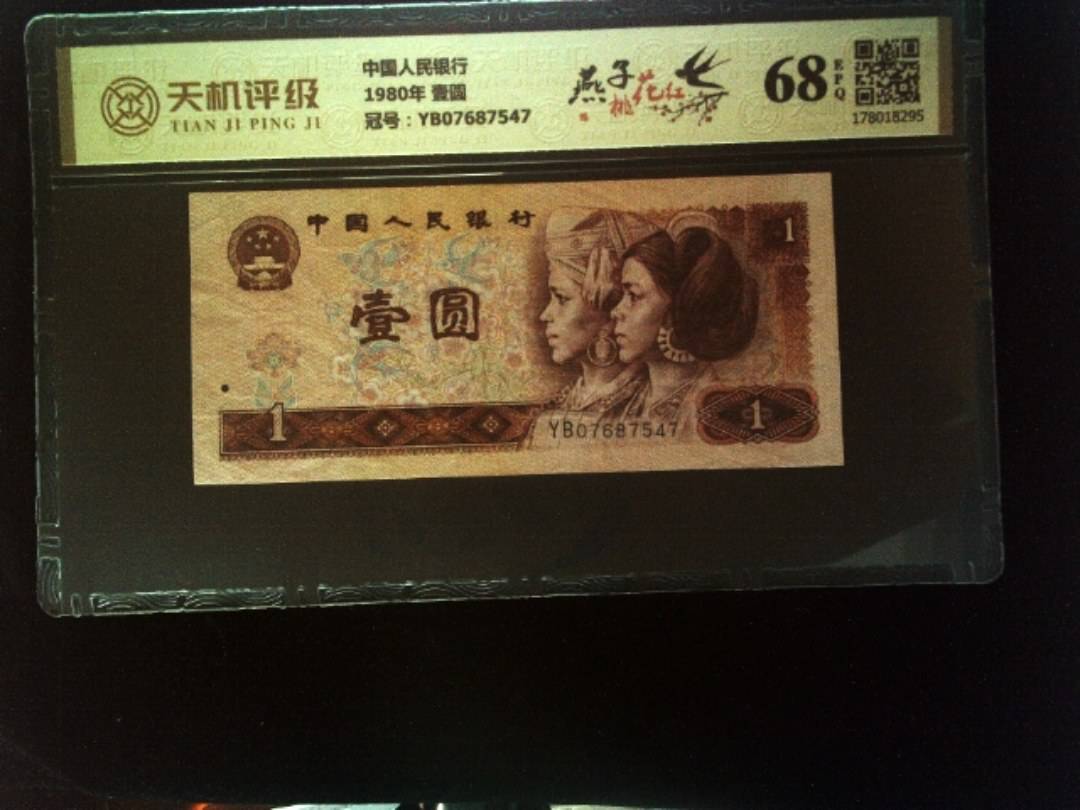 天机评级
TIAN JI PING JI
中国人民银行
1980年 壹圆
冠号：YB07687547
燕子
桃花红
68
EPQ
178018295
中国人民银行
1
壹圆
1
YB07687547
1